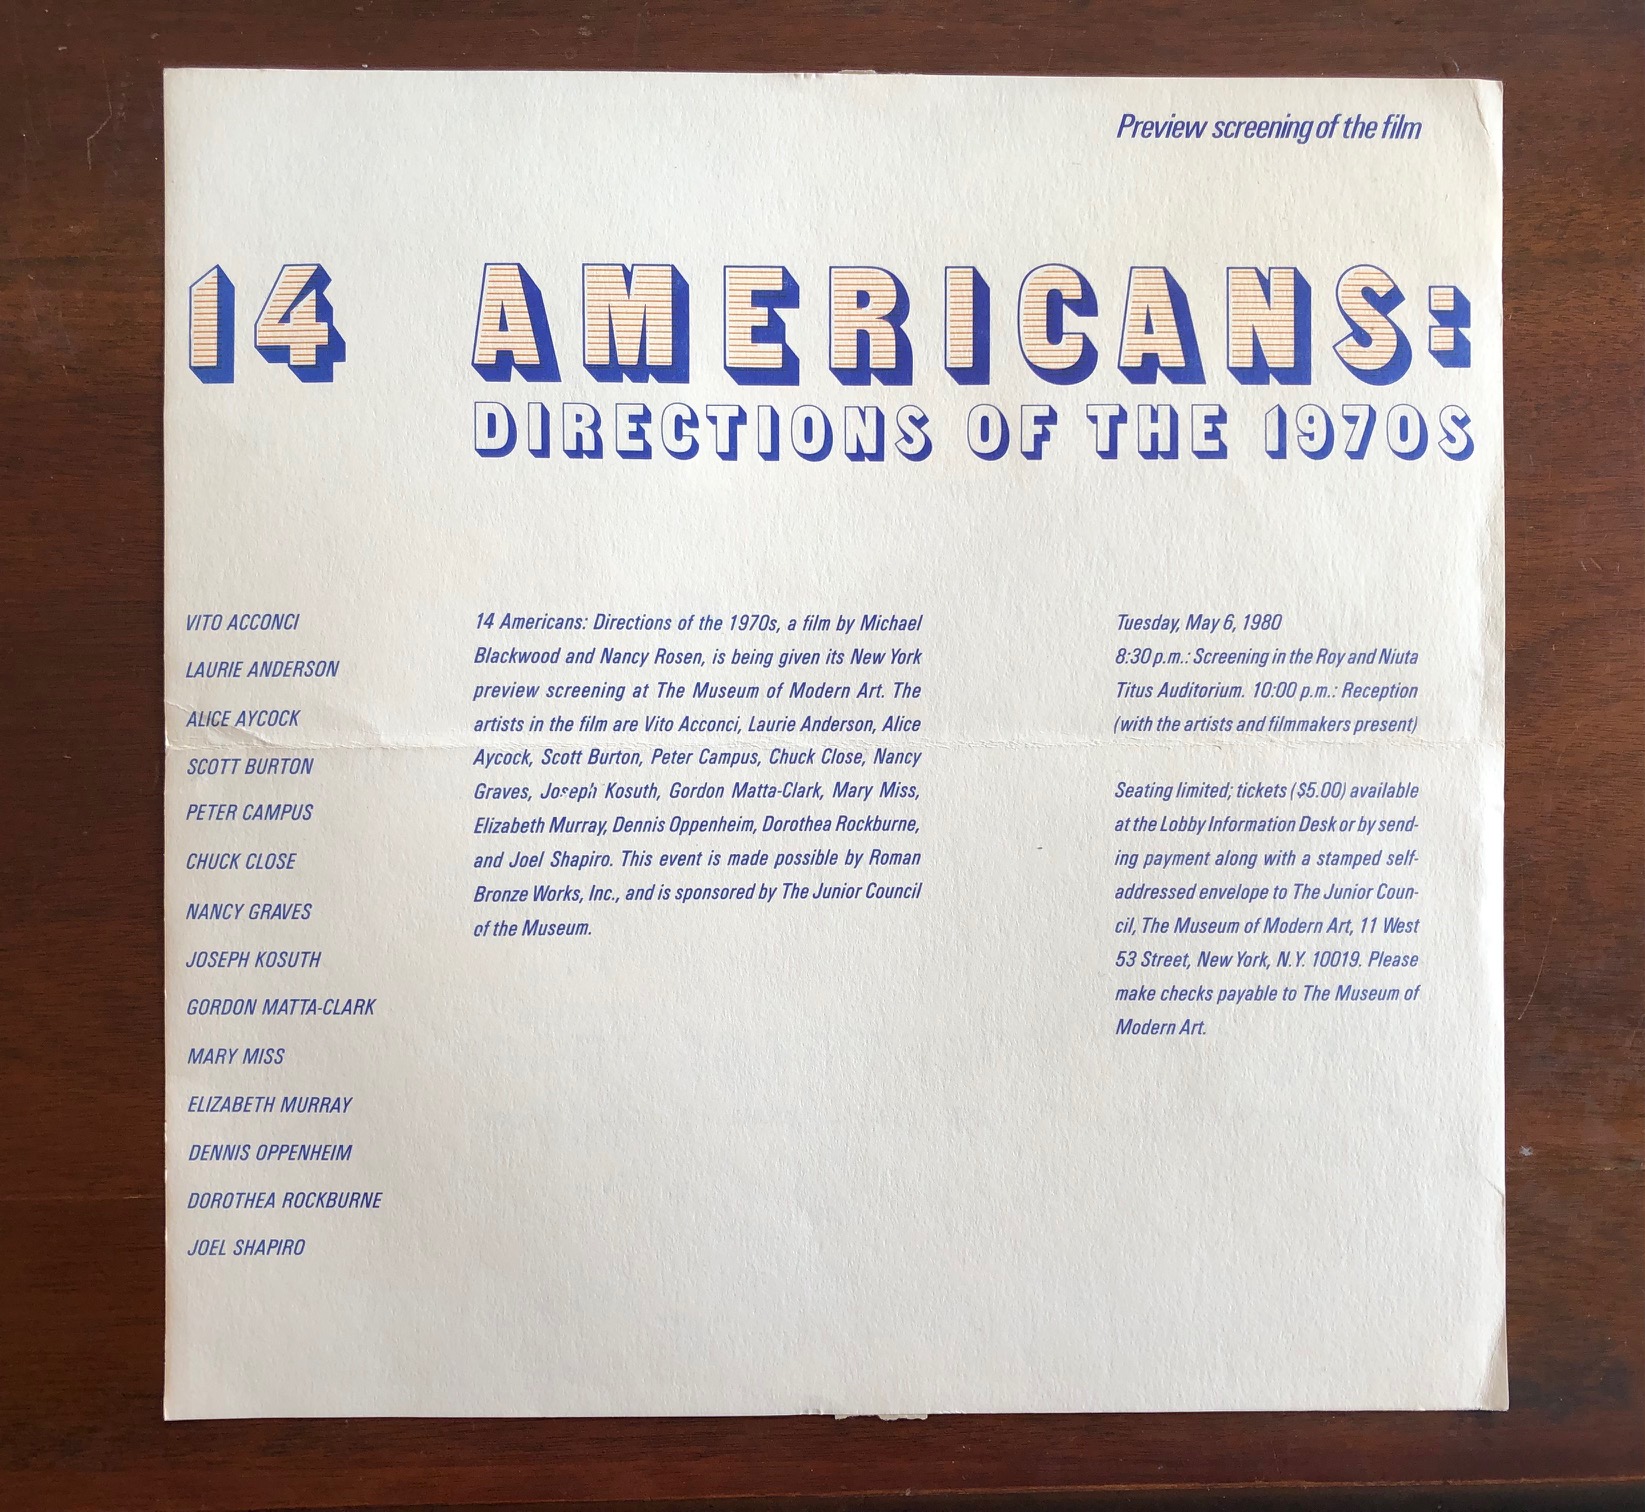 Preview screening of the film
14 AMERICANS:
DIRECTIONS OF THE 1970S
VITO ACCONCI
LAURIE ANDERSON
ALICE AYCOCK
SCOTT BURTON
PETER CAMPUS
CHUCK CLOSE
NANCY GRAVES
JOSEPH KOSUTH
GORDON MATTA-CLARK
MARY MISS
ELIZABETH MURRAY
DENNIS OPPENHEIM
DOROTHEA ROCKBURNE
JOEL SHAPIRO
14 Americans: Directions of the 1970s, a film by Michael
Blackwood and Nancy Rosen, is being given its New York
preview screening at The Museum of Modern Art. The
artists in the film are Vito Acconci, Laurie Anderson, Alice
Aycock, Scott Burton, Peter Campus, Chuck Close, Nancy
Graves, Joseph Kosuth, Gordon Matta-Clark, Mary Miss,
Elizabeth Murray, Dennis Oppenheim, Dorothea Rockburne,
and Joel Shapiro. This event is made possible by Roman
Bronze Works, Inc., and is sponsored by The Junior Council
of the Museum.
Tuesday, May 6, 1980
8:30 p.m.: Screening in the Roy and Niuta
Titus Auditorium. 10:00 p.m.: Reception
(with the artists and filmmakers present)
Seating limited; tickets ($5.00) available
at the Lobby Information Desk or by send-
ing payment along with a stamped self-
addressed envelope to The Junior Coun-
cil, The Museum of Modern Art, 11 West
53 Street, New York, N.Y. 10019. Please
make checks payable to The Museum of
Modern Art.